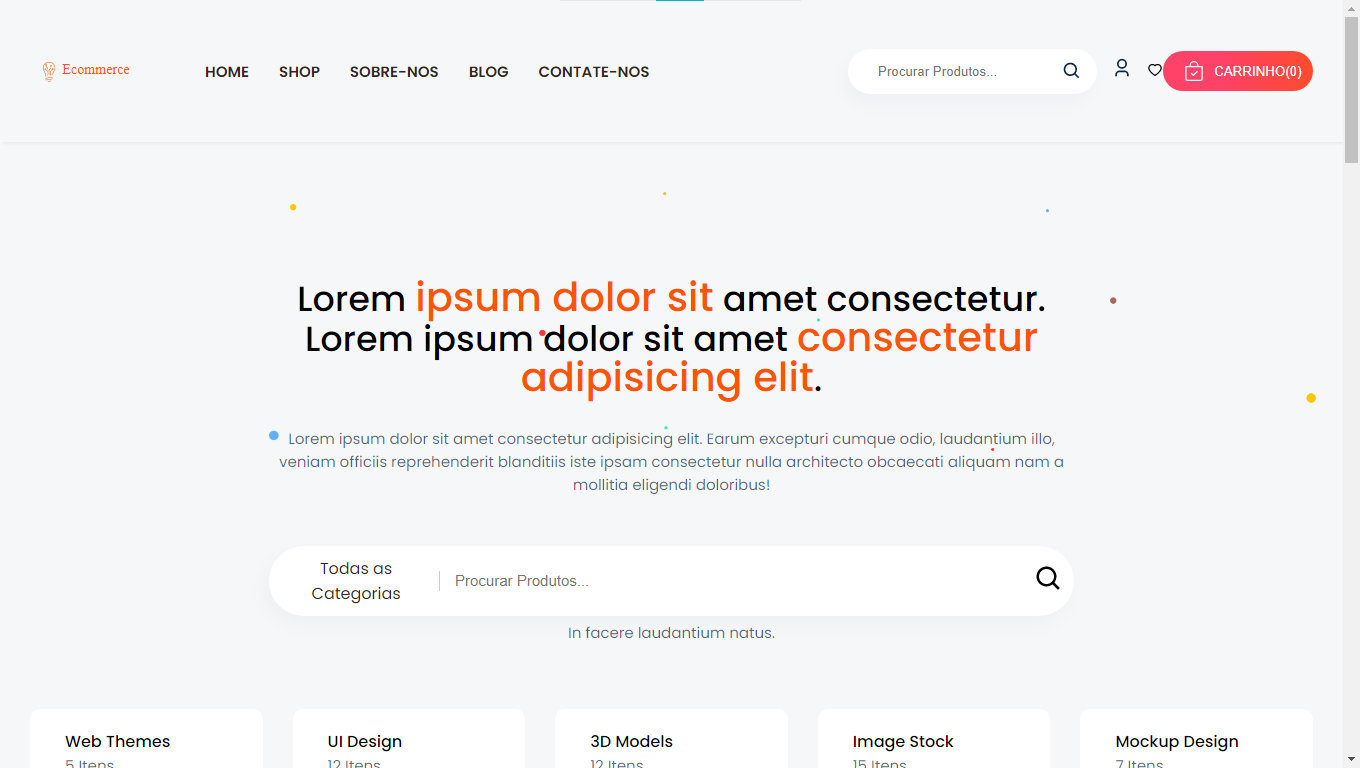 Ecommerce
HOME SHOP SOBRE-NOS BLOG CONTATE-NOS
Procurar Produtos...
CARRINHO(0)
Lorem ipsum dolor sit amet consectetur.
Lorem ipsum dolor sit amet consectetur
adipisicing elit.
Lorem ipsum dolor sit amet consectetur adipisicing elit. Earum excepturi cumque odio, laudantium illo,
veniam officiis reprehenderit blanditiis iste ipsam consectetur nulla architecto obcaecati aliquam nam a
mollitia eligendi doloribus!
Todas as
Categorias
Procurar Produtos...
In facere laudantium natus.
Web Themes
5 Itens
UI Design
12 Itens
3D Models
12 Itens
Image Stock
15 Itens
Mockup Design
7 Itens